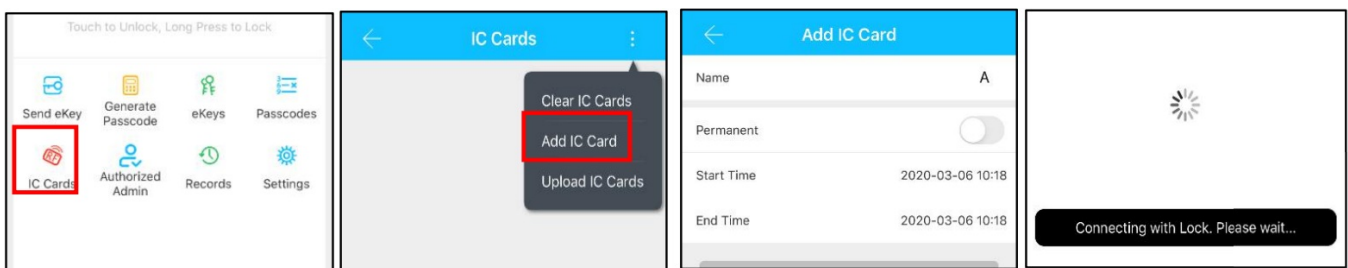 Touch to Unlock, Long Press to Lock
Send eKey
Generate
Passcode
eKeys
Passcodes
RF
IC Cards
Authorized
Admin
Records
Settings
IC Cards
Clear IC Cards
Add IC Card
Upload IC Cards
Add IC Card
Name A
Permanent
Start Time 2020-03-06 10:18
End Time 2020-03-06 10:18
Connecting with Lock. Please wait...